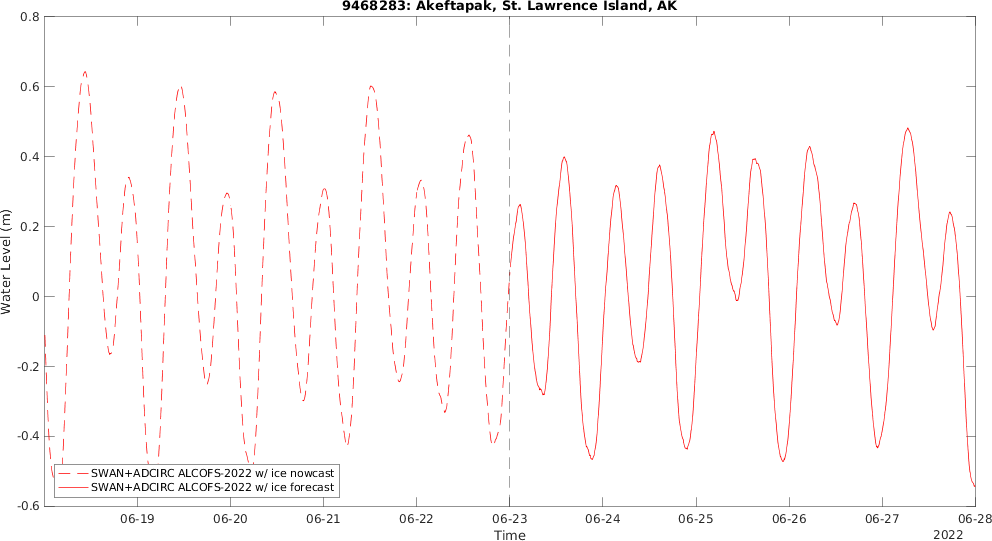 9468283: Akeftapak, St. Lawrence Island, AK
0.8
0.6
0.4
0.2
0
-0.2
-0.4
-0.6
Water Level (m)
SWAN+ADCIRC ALCOFS-2022 w/ ice nowcast
SWAN+ADCIRC ALCOFS-2022 w/ ice forecast
06-19 06-20 06-21 06-22 06-23 06-24 06-25 06-26 06-27 06-28
Time 2022